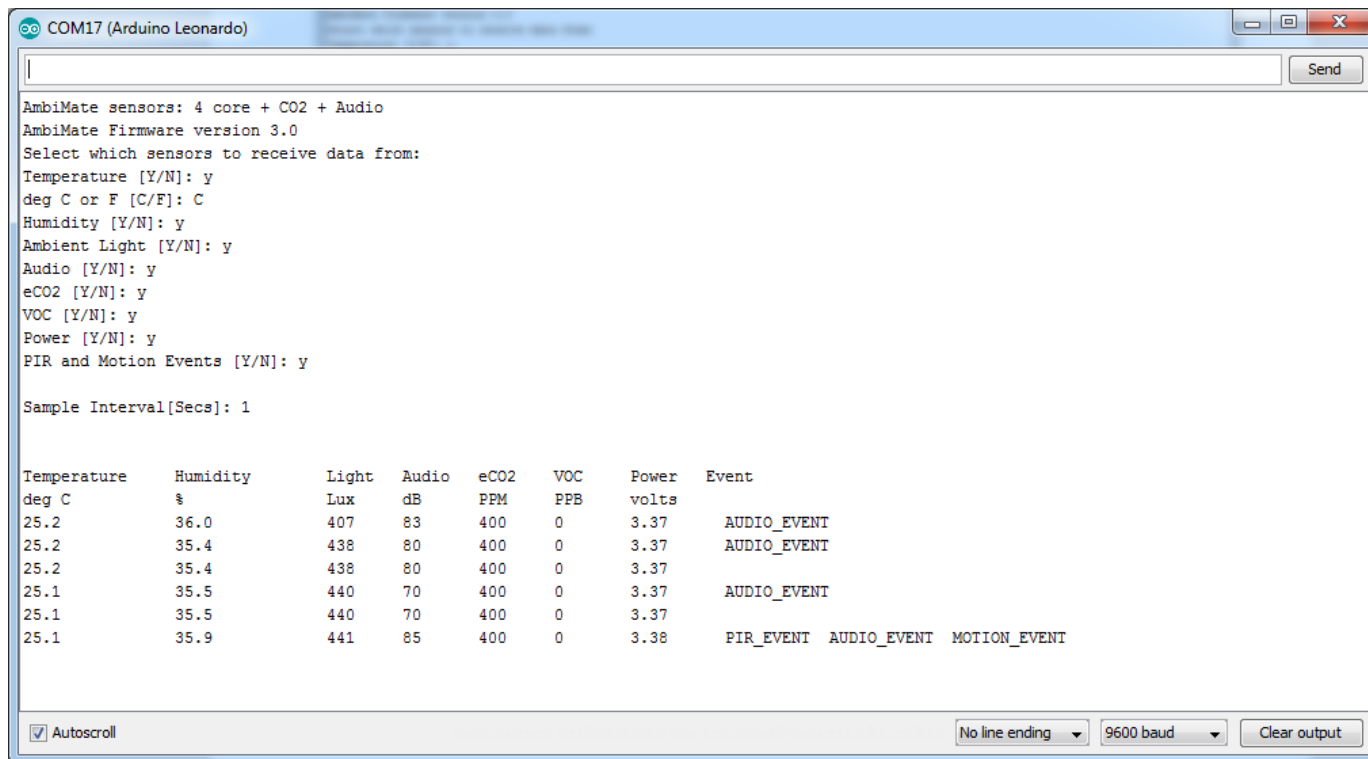 COM17 (Arduino Leonardo)
Send
AmbiMate sensors: 4 core + CO2 + Audio
AmbiMate Firmware version 3.0
Select which sensors to receive data from:
Temperature [Y/N]: y
deg C or F [C/F]: C
Humidity [Y/N]: y
Ambient Light [Y/N]: y
Audio [Y/N]: y
eCO2 [Y/N]: y
VOC [Y/N]: y
Power [Y/N]: y
PIR and Motion Events [Y/N]: y
Sample Interval[Secs]: 1
Temperature Humidity Light Audio eCO2 VOC Power Event
deg C % Lux dB PPM PPB volts
25.2 36.0 407 83 400 0 3.37 AUDIO_EVENT
25.2 35.4 438 80 400 0 3.37 AUDIO_EVENT
25.2 35.4 438 80 400 0 3.37
25.1 35.5 440 70 400 0 3.37 AUDIO_EVENT
25.1 35.5 440 70 400 0 3.37
25.1 35.9 441 85 400 0 3.38 PIR_EVENT AUDIO_EVENT MOTION_EVENT
Autoscroll No line ending 9600 baud Clear output